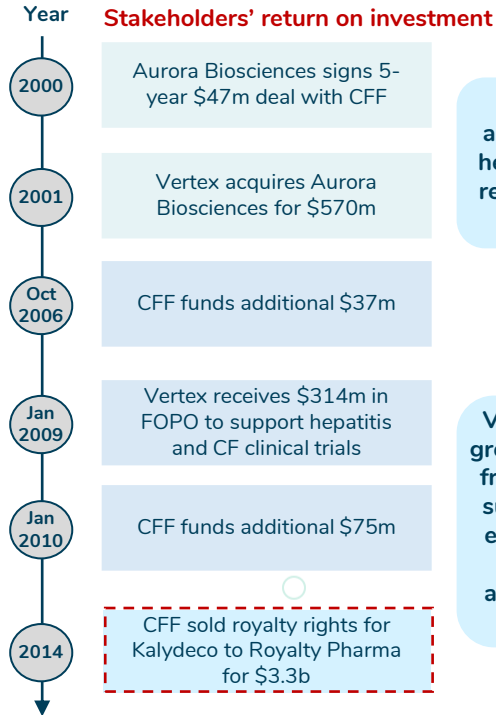 Year
Stakeholders’ return on investment
2000
Aurora Biosciences signs 5-
year $47m deal with CFF
2001
Vertex acquires Aurora
Biosciences for $570m
Oct
2006
CFF funds additional $37m
Jan
2009
Vertex receives $314m in
FOPO to support hepatitis
and CF clinical trials
Jan
2010
CFF funds additional $75m
2014
CFF sold royalty rights for
Kalydeco to Royalty Pharma
for $3.3b